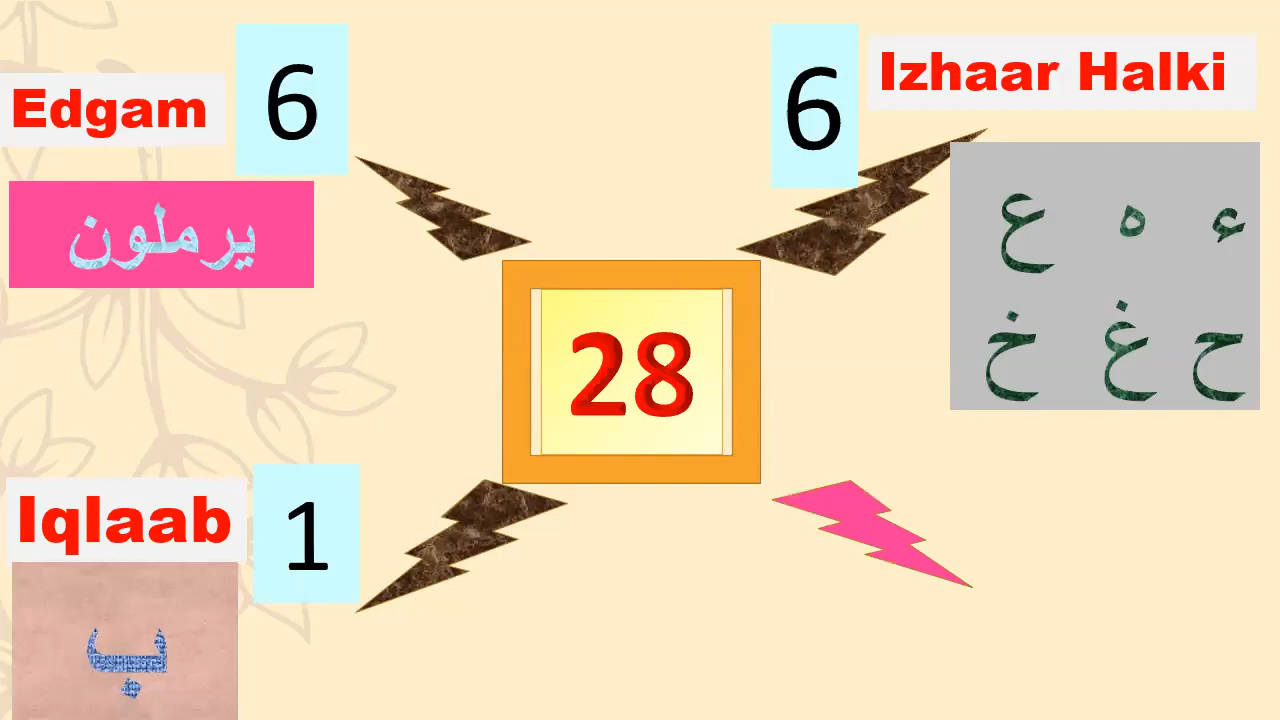 Edgam
6
يرملون
6
Izhaar Halki
ء ه ع
ح غ خ
28
Iqlaab
1
ب